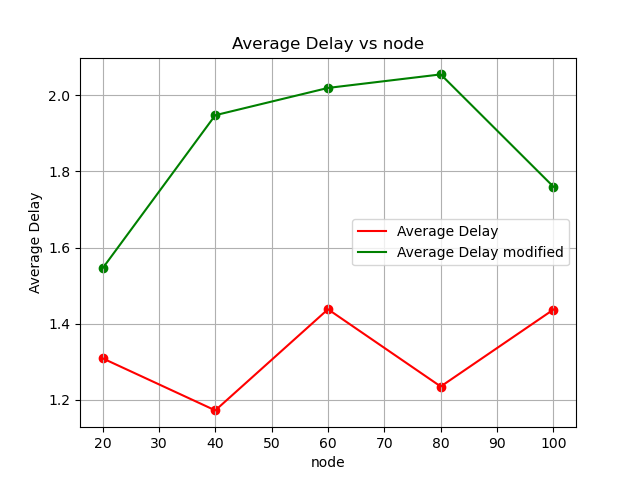 Average Delay vs node
Average Delay
2.0
1.8
1.6
1.4
1.2
Average Delay
Average Delay modified
20 30 40 50 60 70 80 90 100
node